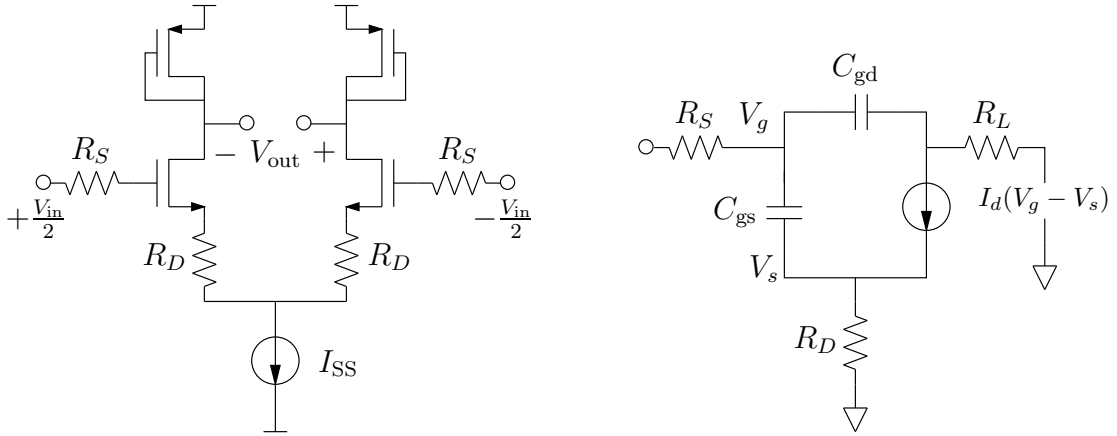 C_gd
R_S V_g R_L
− V_out +
R_S R_S
+V_in/2 −V_in/2
C_gs I_d(V_g − V_s)
R_D R_D V_s
R_D
I_SS